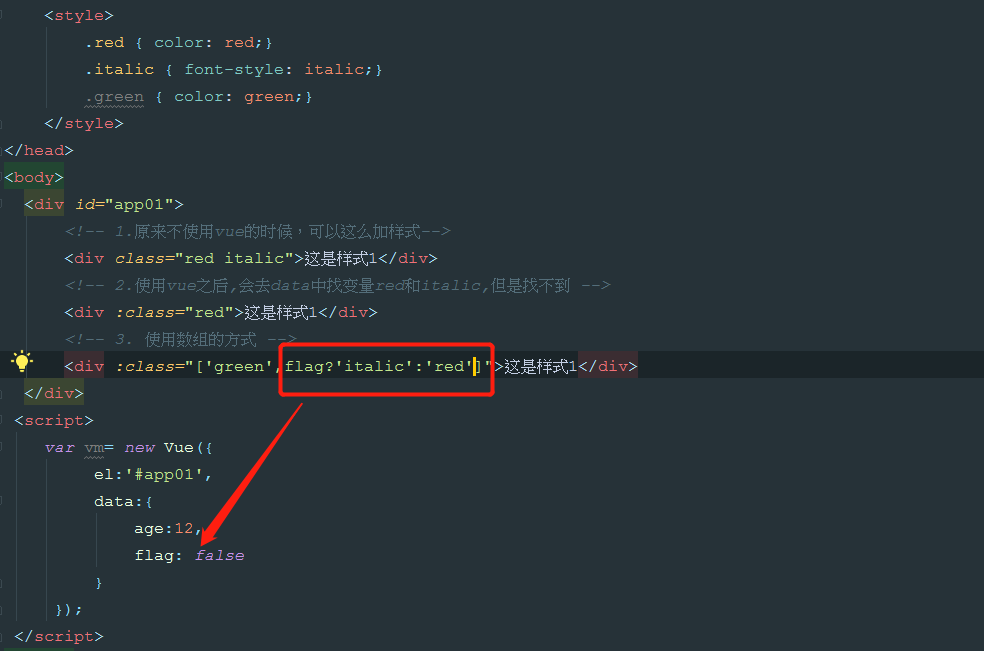 <style>
.red { color: red;}
.italic { font-style: italic;}
.green { color: green;}
</style>
</head>
<body>
<div id="app01">
<!-- 1.原来不使用vue的时候，可以这么加样式-->
<div class="red italic">这是样式1</div>
<!-- 2.使用vue之后,会去data中找变量red和italic,但是找不到 -->
<div :class="red">这是样式1</div>
<!-- 3. 使用数组的方式 -->
<div :class="['green',flag?'italic':'red']">这是样式1</div>
</div>
<script>
var vm= new Vue({
el:'#app01',
data:{
age:12,
flag: false
}
});
</script>